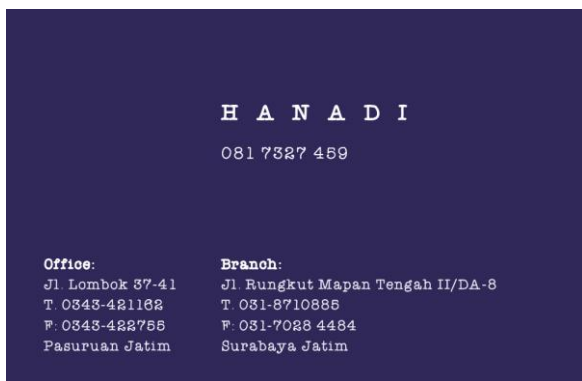 H A N A D I
081 7327 459
Office:
Jl. Lombok 37-41
T. 0343-421162
F: 0343-422755
Pasuruan Jatim
Branch:
Jl. Rungkut Mapan Tengah II/DA-8
T. 031-8710885
F: 031-7028 4484
Surabaya Jatim